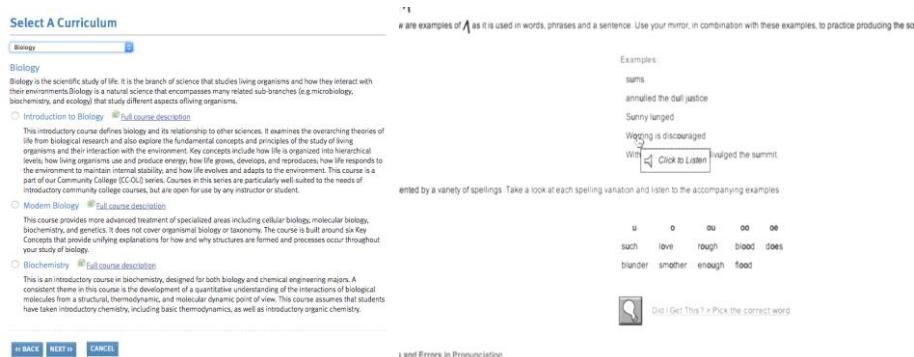 Select A Curriculum
Biology
Biology
Biology is the scientific study of life. It is the branch of science that studies living organisms and how they interact with
their environments.Biology is a natural science that encompasses many related sub-branches (e.g.microbiology,
biochemistry, and ecology) that study different aspects ofliving organisms.
Introduction to Biology Full course description
This introductory course defines biology and its relationship to other sciences. It examines the overarching theories of
life from biological research and also explore the fundamental concepts and principles of the study of living
organisms and their interaction with the environment. Key concepts include how life is organized into hierarchical
levels; how living organisms use and produce energy; how life grows, develops, and reproduces; how life responds to
the environment to maintain internal stability; and how life evolves and adapts to the environment. This course is a
part of our Community College (CC-OLI) series. Courses in this series are particularly well suited to the needs of
introductory community college courses, but are open for use by any instructor or student.
Modern Biology Full course description
This course provides more advanced treatment of specialized areas including cellular biology, molecular biology,
biochemistry, and genetics. It does not cover organismal biology or taxonomy. The course is built around six Key
Concepts that provide unifying explanations for how and why structures are formed and processes occur throughout
your study of biology.
Biochemistry Full course description
This is an introductory course in biochemistry, designed for both biology and chemical engineering majors. A
consistent theme in this course is the development of a quantitative understanding of the interactions of biological
molecules from a structural, thermodynamic, and molecular dynamic point of view. This course assumes that students
have taken introductory chemistry, including basic thermodynamics, as well as introductory organic chemistry.
<< BACK NEXT >> CANCEL
w are examples of ʌ as it is used in words, phrases and a sentence. Use your mirror, in combination with these examples, to practice producing the so
Examples:
sums
annulled the dull justice
Sunny lunged
is discouraged
With divulged the summit
Click to Listen
ented by a variety of spellings. Take a look at each spelling variation and listen to the accompanying examples
u o ou oo oe
such love rough blood does
blunder smother enough flood
Did I Get This? > Pick the correct word
and Errors in Pronunciation